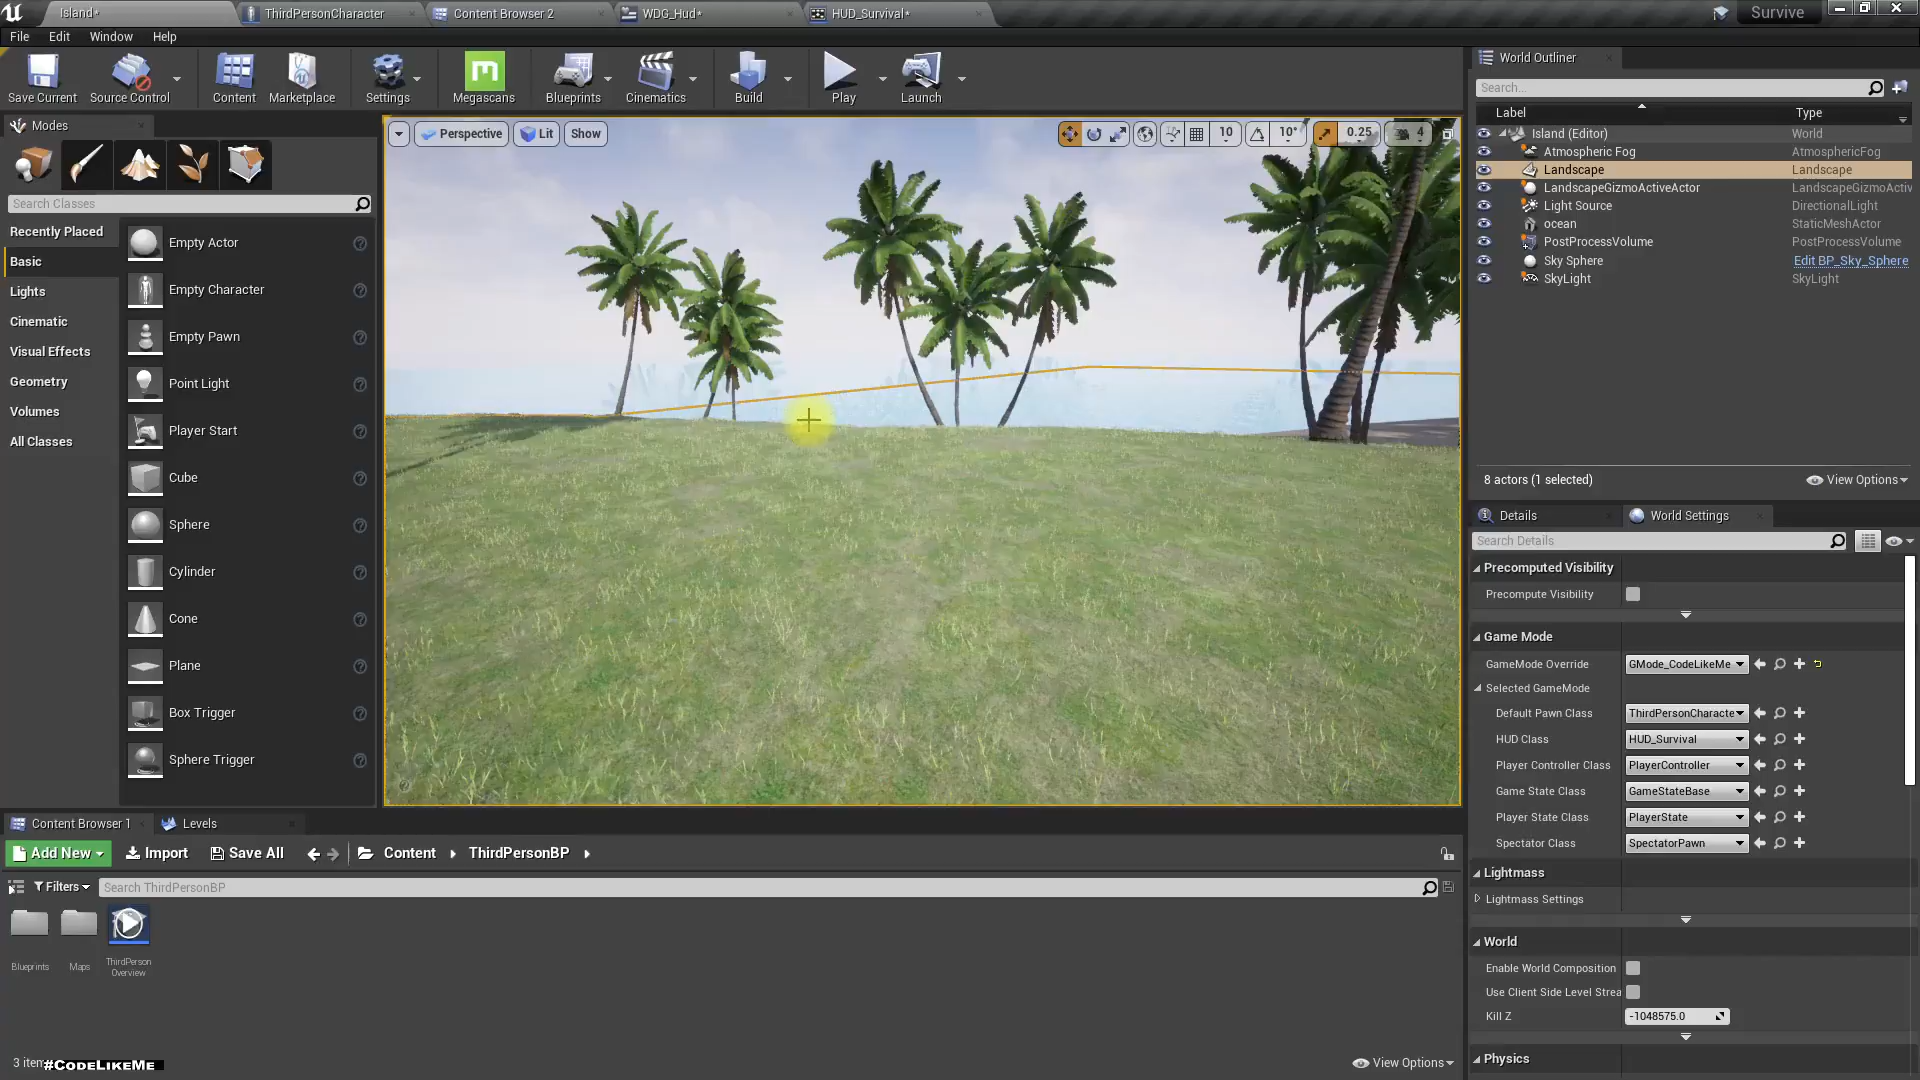 Island*
ThirdPersonCharacter
Content Browser 2
WDG_Hud*
HUD_Survival*
Survive
File Edit Window Help
Save Current
Source Control
Content
Marketplace
Settings
Megascans
Blueprints
Cinematics
Build
Play
Launch
Modes
Search Classes
Recently Placed
Basic
Lights
Cinematic
Visual Effects
Geometry
Volumes
All Classes
Empty Actor
Empty Character
Empty Pawn
Point Light
Player Start
Cube
Sphere
Cylinder
Cone
Plane
Box Trigger
Sphere Trigger
Perspective
Lit
Show
10
10°
0.25
4
World Outliner
Search...
Label Type
Island (Editor) World
Atmospheric Fog AtmosphericFog
Landscape Landscape
LandscapeGizmoActiveActor LandscapeGizmoActiv
Light Source DirectionalLight
ocean StaticMeshActor
PostProcessVolume PostProcessVolume
Sky Sphere Edit BP_Sky_Sphere
SkyLight SkyLight
8 actors (1 selected)
View Options
Details
World Settings
Search Details
Precomputed Visibility
Precompute Visibility
Game Mode
GameMode Override GMode_CodeLikeMe
Selected GameMode
Default Pawn Class ThirdPersonCharacte
HUD Class HUD_Survival
Player Controller Class PlayerController
Game State Class GameStateBase
Player State Class PlayerState
Spectator Class SpectatorPawn
Lightmass
Lightmass Settings
World
Enable World Composition
Use Client Side Level Strea
Kill Z -1048575.0
Physics
Content Browser 1
Levels
Add New
Import
Save All
Content
ThirdPersonBP
Filters
Search ThirdPersonBP
Blueprints
Maps
ThirdPerson
Overview
3 item
#CodeLikeMe
View Options